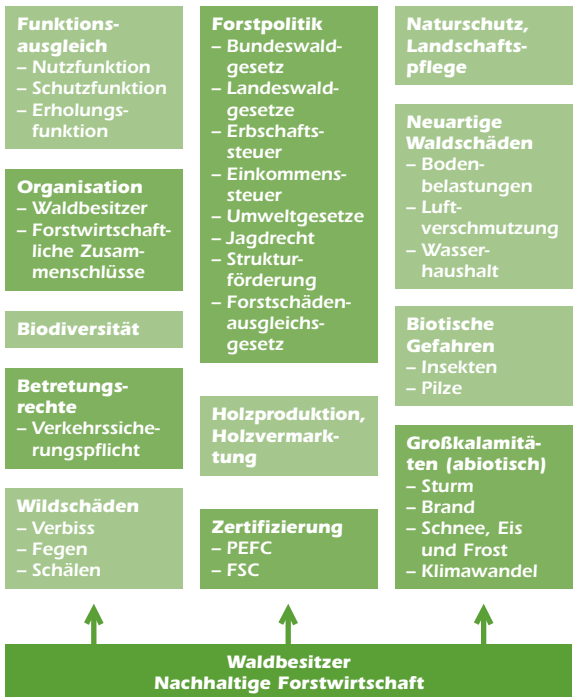 Funktions-
ausgleich
– Nutzfunktion
– Schutzfunktion
– Erholungs-
funktion
Organisation
– Waldbesitzer
– Forstwirtschaft-
liche Zusam-
menschlüsse
Biodiversität
Betretungs-
rechte
– Verkehrssiche-
rungspflicht
Wildschäden
– Verbiss
– Fegen
– Schälen
Forstpolitik
– Bundeswald-
gesetz
– Landeswald-
gesetze
– Erbschafts-
steuer
– Einkommens-
steuer
– Umweltgesetze
– Jagdrecht
– Struktur-
förderung
– Forstschäden-
ausgleichs-
gesetz
Holzproduktion,
Holzvermark-
tung
Zertifizierung
– PEFC
– FSC
Naturschutz,
Landschafts-
pflege
Neuartige
Waldschäden
– Boden-
belastungen
– Luft-
verschmutzung
– Wasser-
haushalt
Biotische
Gefahren
– Insekten
– Pilze
Großkalamitä-
ten (abiotisch)
– Sturm
– Brand
– Schnee, Eis
und Frost
– Klimawandel
Waldbesitzer
Nachhaltige Forstwirtschaft